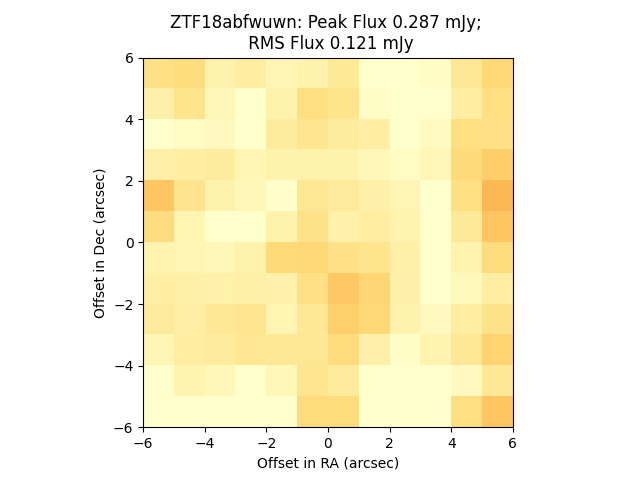 ZTF18abfwuwn: Peak Flux 0.287 mJy;
RMS Flux 0.121 mJy
6
4
2
0
−2
−4
−6
Offset in Dec (arcsec)
−6 −4 −2 0 2 4 6
Offset in RA (arcsec)